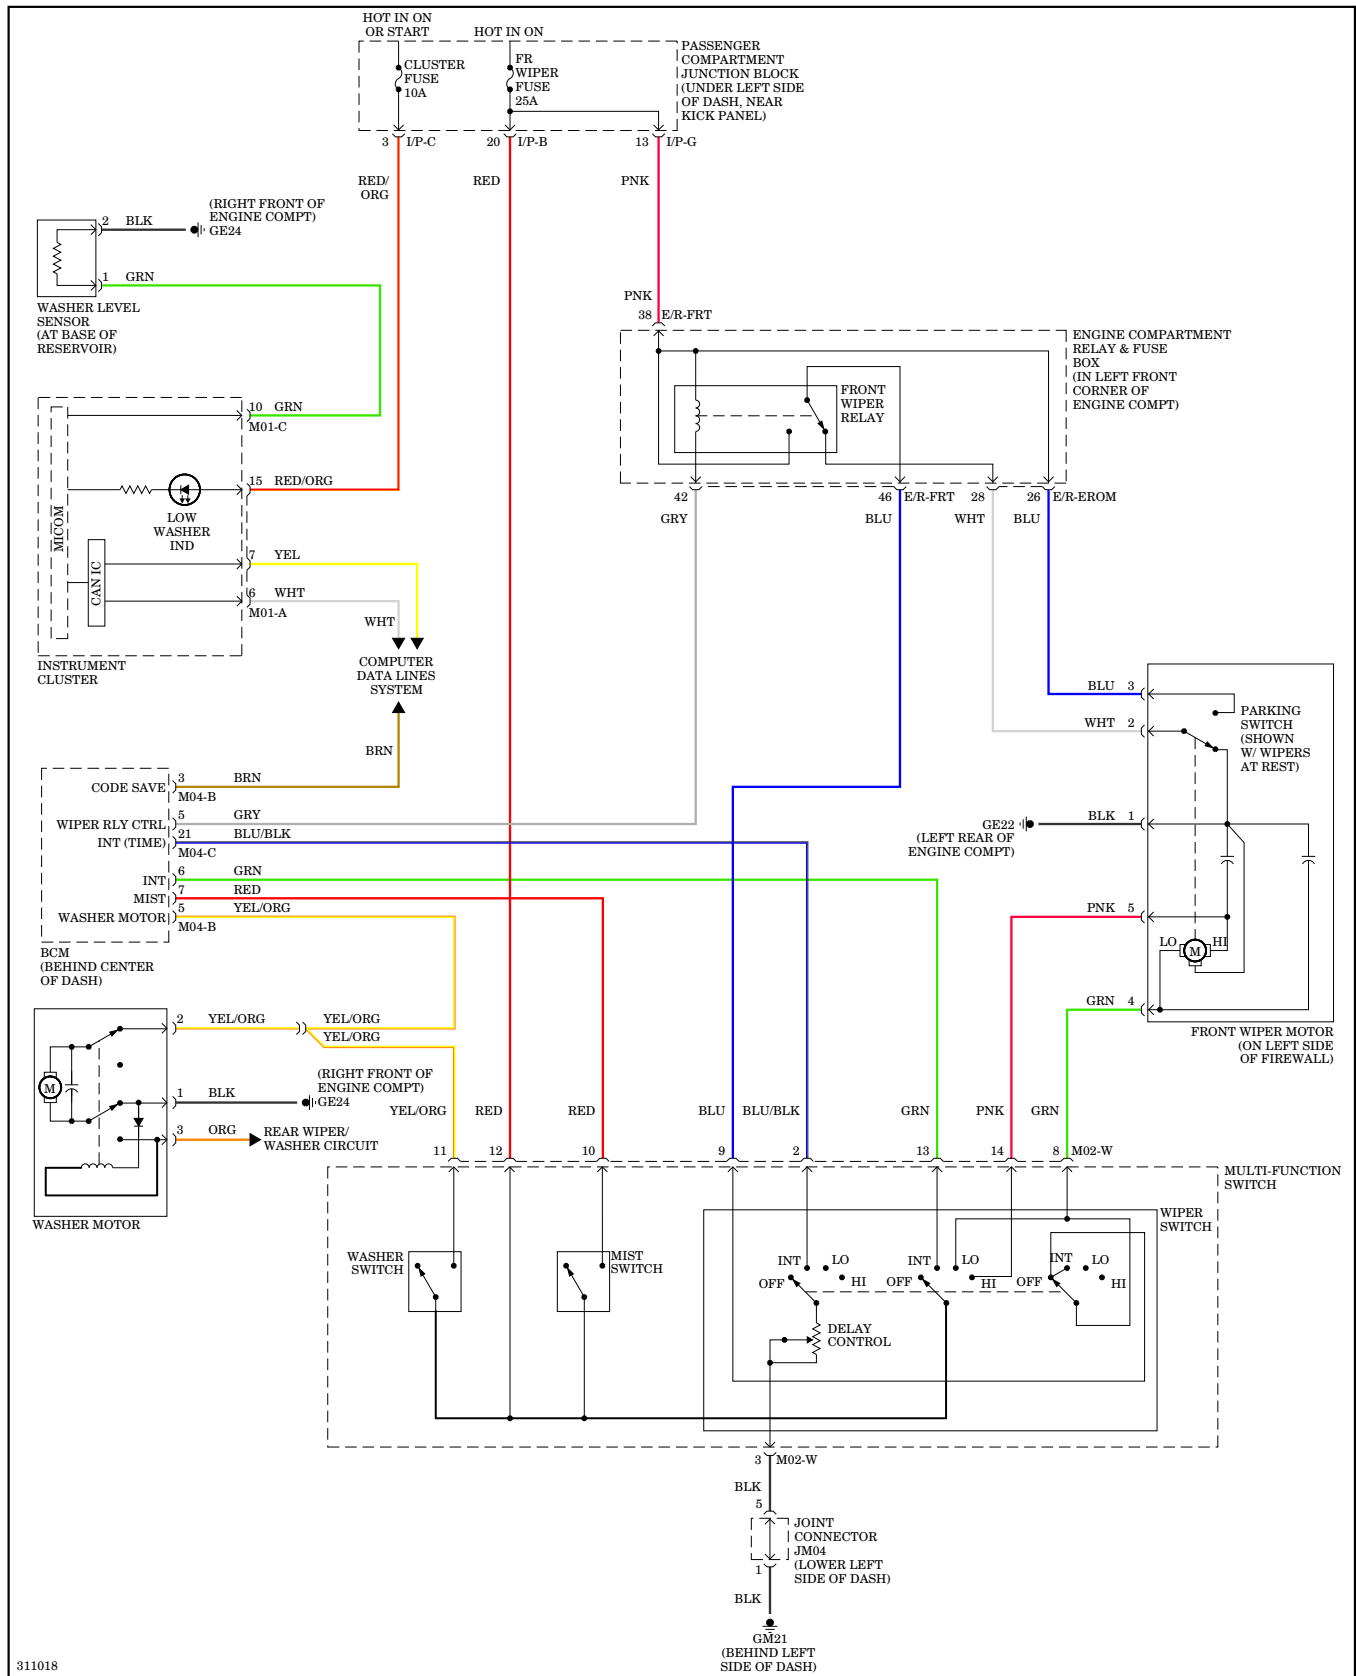 HOT IN ON
OR START
HOT IN ON
CLUSTER
FUSE
10A
FR
WIPER
FUSE
25A
PASSENGER
COMPARTMENT
JUNCTION BLOCK
(UNDER LEFT SIDE
OF DASH, NEAR
KICK PANEL)
3 I/P-C
20 I/P-B
13 I/P-G
RED/
ORG
RED
PNK
(RIGHT FRONT OF
ENGINE COMPT)
GE24
2 BLK
1 GRN
WASHER LEVEL
SENSOR
(AT BASE OF
RESERVOIR)
PNK
38 E/R-FRT
ENGINE COMPARTMENT
RELAY & FUSE
BOX
(IN LEFT FRONT
CORNER OF
ENGINE COMPT)
FRONT
WIPER
RELAY
10 GRN
M01-C
15 RED/ORG
LOW
WASHER
IND
MICOM
CAN IC
7 YEL
6 WHT
M01-A
WHT
INSTRUMENT
CLUSTER
COMPUTER
DATA LINES
SYSTEM
42
46 E/R-FRT
28
26 E/R-EROM
GRY
BLU
WHT
BLU
BLU 3
WHT 2
PARKING
SWITCH
(SHOWN
W/ WIPERS
AT REST)
BRN
CODE SAVE
3 BRN
M04-B
WIPER RLY CTRL
5 GRY
INT (TIME)
21 BLU/BLK
M04-C
INT
6 GRN
MIST
7 RED
WASHER MOTOR
5 YEL/ORG
M04-B
BCM
(BEHIND CENTER
OF DASH)
GE22
(LEFT REAR OF
ENGINE COMPT)
BLK 1
PNK 5
LO
M
HI
GRN 4
FRONT WIPER MOTOR
(ON LEFT SIDE
OF FIREWALL)
2 YEL/ORG
YEL/ORG
YEL/ORG
M
(RIGHT FRONT OF
ENGINE COMPT)
GE24
1 BLK
3 ORG
REAR WIPER/
WASHER CIRCUIT
WASHER MOTOR
YEL/ORG
RED
RED
BLU
BLU/BLK
GRN
PNK
GRN
11
12
10
9
2
13
14
8 M02-W
MULTI-FUNCTION
SWITCH
WIPER
SWITCH
WASHER
SWITCH
MIST
SWITCH
INT
LO
OFF
HI
INT
LO
OFF
HI
INT
LO
OFF
HI
DELAY
CONTROL
3 M02-W
BLK
5
JOINT
CONNECTOR
JM04
(LOWER LEFT
SIDE OF DASH)
1
BLK
GM21
(BEHIND LEFT
SIDE OF DASH)
311018